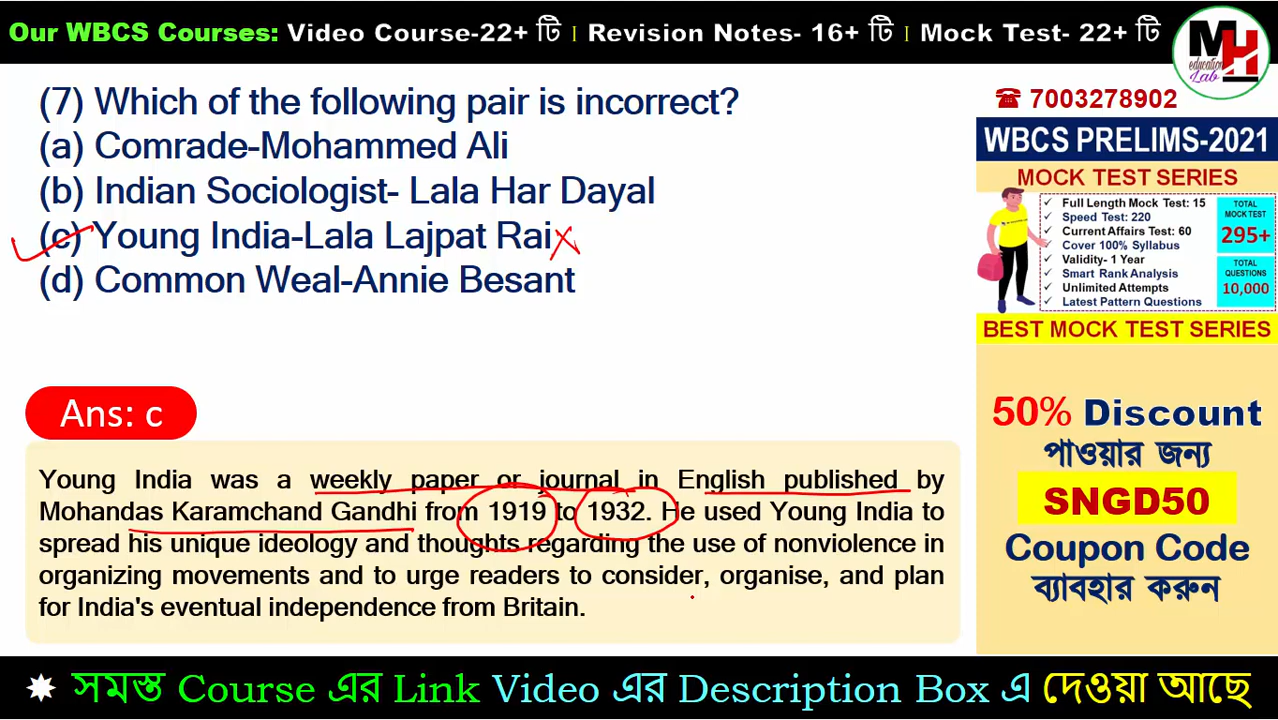 Our WBCS Courses: Video Course-22+ টি I Revision Notes- 16+ টি I Mock Test- 22+ টি
MH
education
Lab
☎ 7003278902
(7) Which of the following pair is incorrect?
(a) Comrade-Mohammed Ali
(b) Indian Sociologist- Lala Har Dayal
(c) Young India-Lala Lajpat Rai
(d) Common Weal-Annie Besant
Ans: c
Young India was a weekly paper or journal in English published by
Mohandas Karamchand Gandhi from 1919 to 1932. He used Young India to
spread his unique ideology and thoughts regarding the use of nonviolence in
organizing movements and to urge readers to consider, organise, and plan
for India's eventual independence from Britain.
WBCS PRELIMS-2021
MOCK TEST SERIES
✓ Full Length Mock Test: 15
✓ Speed Test: 220
✓ Current Affairs Test: 60
✓ Cover 100% Syllabus
✓ Validity- 1 Year
✓ Smart Rank Analysis
✓ Unlimited Attempts
✓ Latest Pattern Questions
TOTAL
MOCK TEST
295+
TOTAL
QUESTIONS
10,000
BEST MOCK TEST SERIES
50% Discount
পাওয়ার জন্য
SNGD50
Coupon Code
ব্যাবহার করুন
✸ সমস্ত Course এর Link Video এর Description Box এ দেওয়া আছে